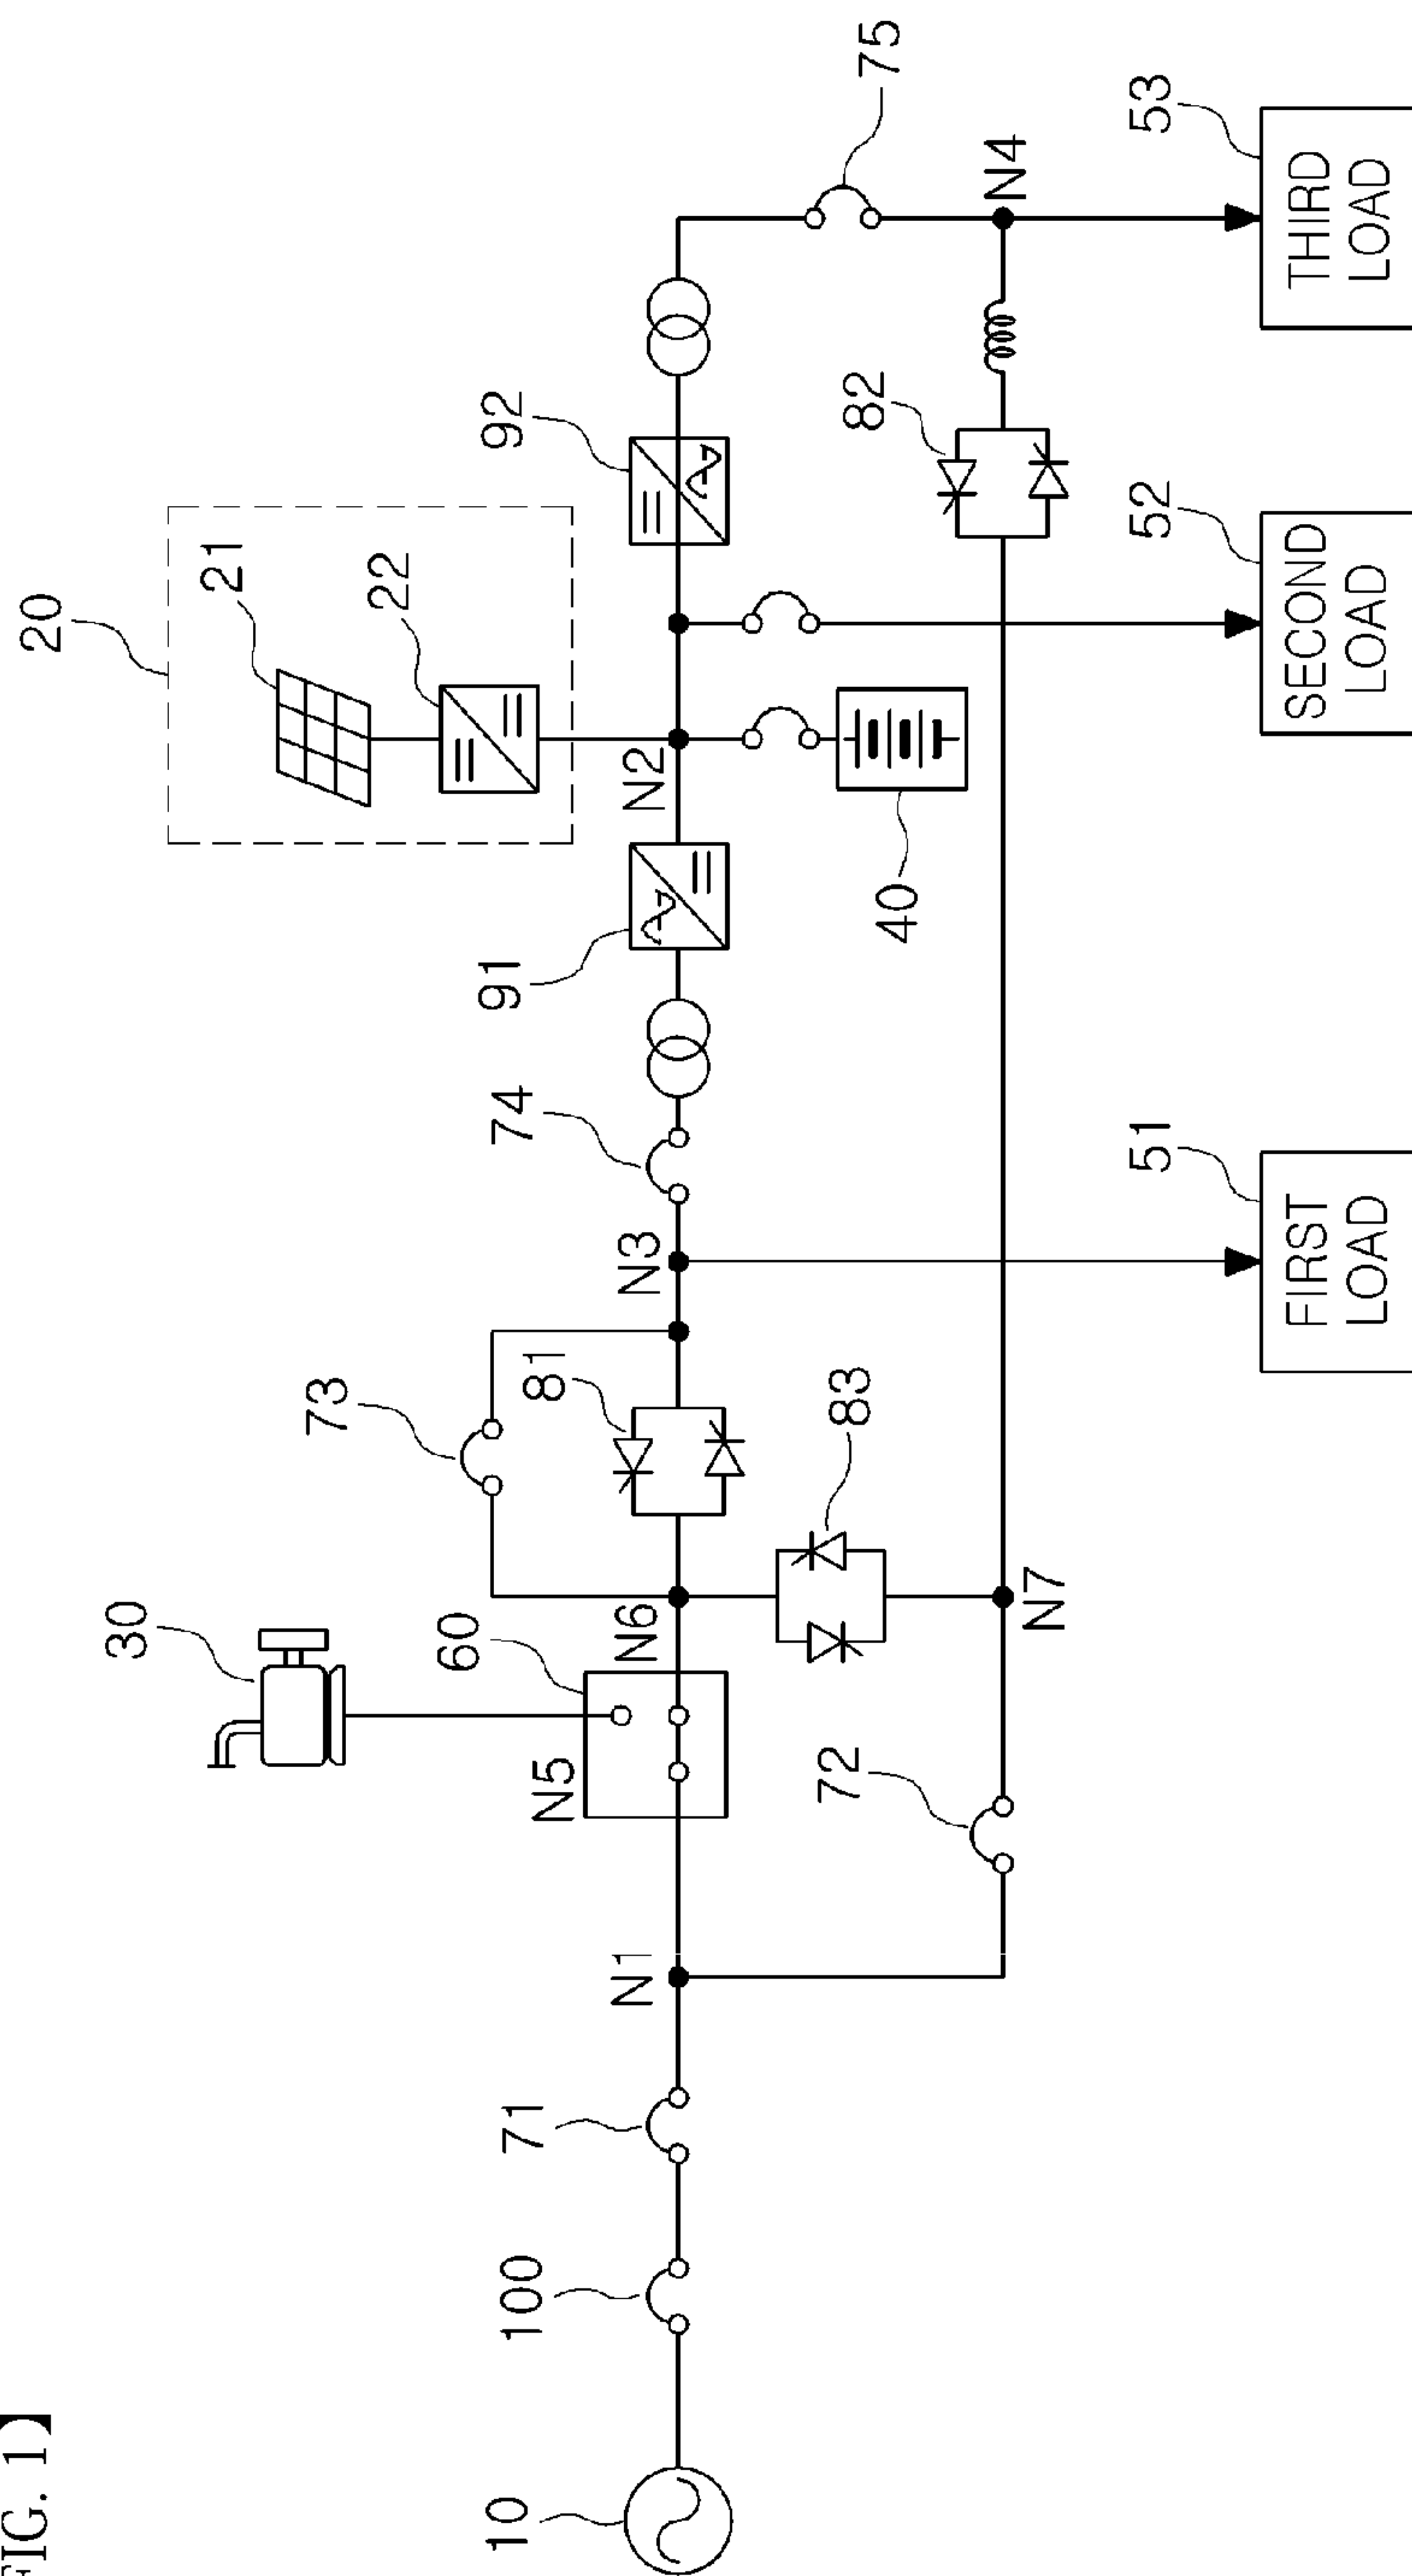 FIG. 1】
20
21
22
30
60
73
81
91
92
74
75
100
71
10
N1
N5
N6
N3
N2
N4
N7
72
83
40
82
51
52
53
FIRST
LOAD
SECOND
LOAD
THIRD
LOAD